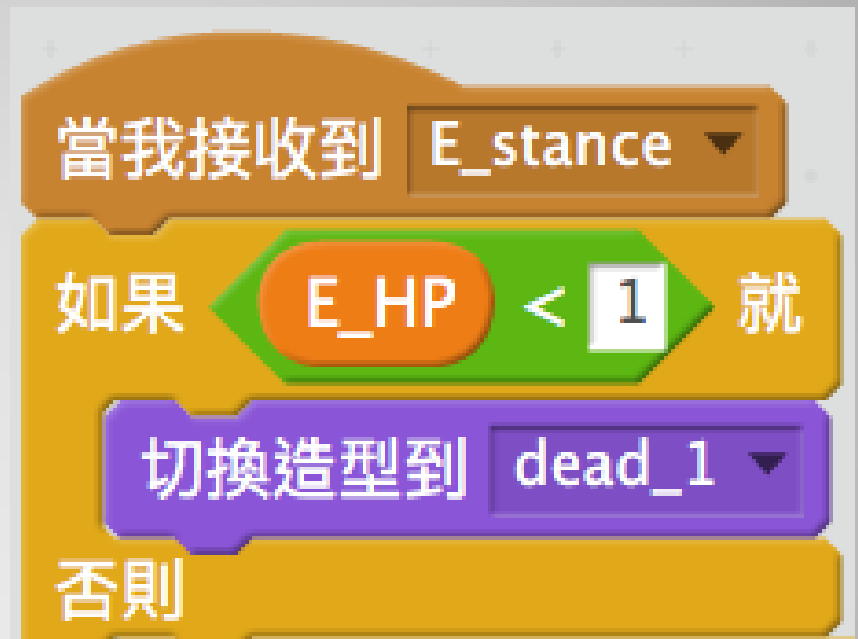 當我接收到 E_stance
如果 E_HP < 1 就
切換造型到 dead_1
否則